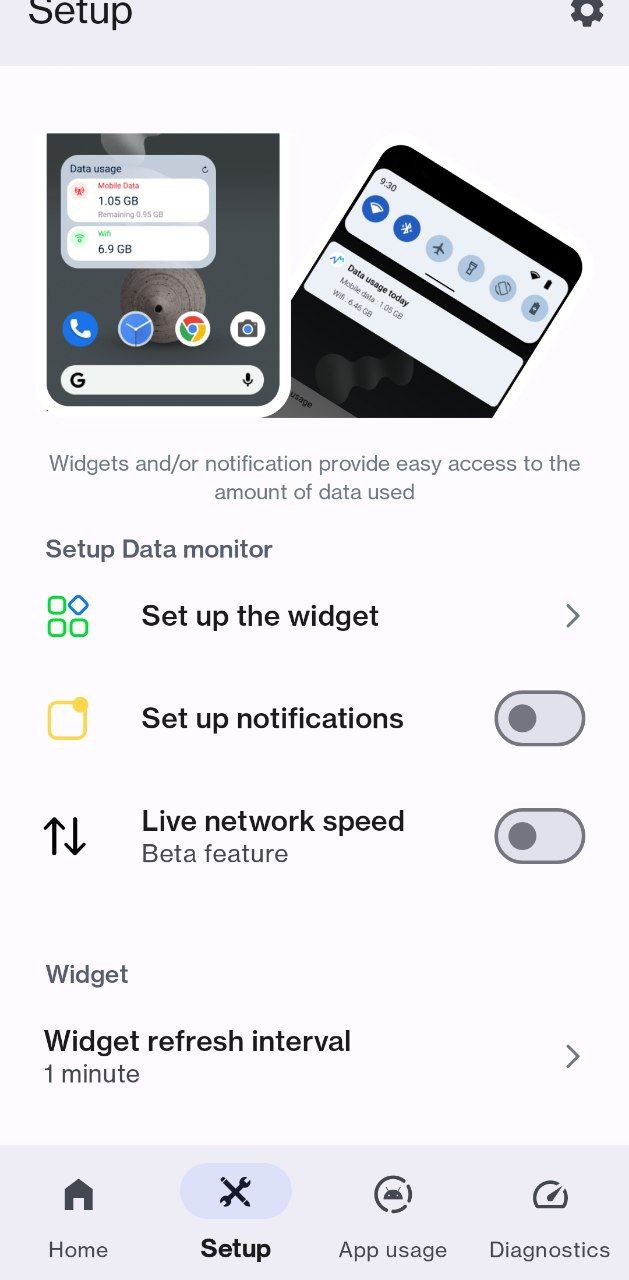 Setup
Data usage
Mobile Data
1.05 GB
Remaining 0.95 GB
Wifi
6.9 GB
G
9:30
Data usage today
Mobile data : 1.05 GB
Wifi : 6.46 GB
usage
Widgets and/or notification provide easy access to the
amount of data used
Setup Data monitor
Set up the widget
Set up notifications
Live network speed
Beta feature
Widget
Widget refresh interval
1 minute
Home
Setup
App usage
Diagnostics